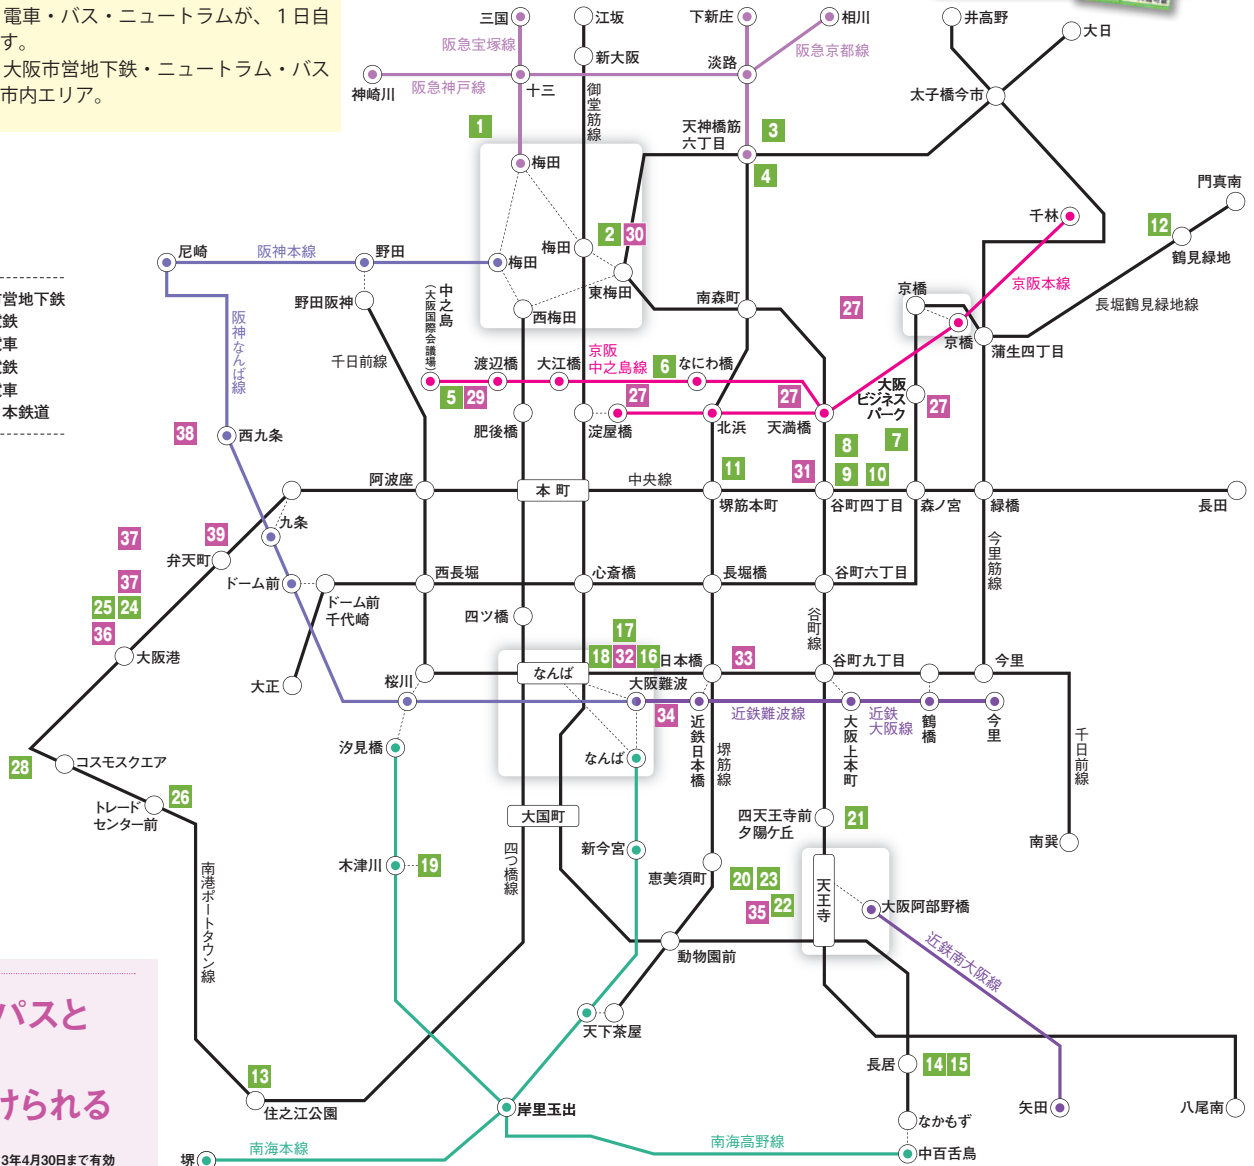 電車・バス・ニュートラムが、１日自
す。
大阪市営地下鉄・ニュートラム・バス
市内エリア。
三国
江坂
下新庄
相川
井高野
大日
阪急宝塚線
新大阪
阪急京都線
神崎川
阪急神戸線
十三
淡路
太子橋今市
御堂筋線
1
天神橋筋
六丁目
3
4
梅田
門真南
千林
12
鶴見緑地
尼崎
阪神本線
野田
梅田
梅田
2
30
東梅田
京阪本線
長堀鶴見緑地線
営地下鉄
鉄
車
鉄
車
本鉄道
野田阪神
中之島
（大阪国際会議場）
西梅田
南森町
27
京橋
京橋
蒲生四丁目
阪神なんば線
千日前線
渡辺橋
大江橋
京阪
中之島線
6
なにわ橋
5
29
27
27
大阪
ビジネス
パーク
27
38
西九条
肥後橋
淀屋橋
北浜
天満橋
7
8
阿波座
本町
中央線
11
31
9
10
堺筋本町
谷町四丁目
森ノ宮
緑橋
長田
九条
37
39
弁天町
今里筋線
37
ドーム前
西長堀
心斎橋
長堀橋
谷町六丁目
25
24
ドーム前
千代崎
四ツ橋
谷町線
36
大阪港
17
18
32
16
日本橋
33
谷町九丁目
今里
大正
桜川
なんば
大阪難波
34
近鉄難波線
近鉄
大阪線
近鉄日本橋
大阪上本町
鶴橋
今里
汐見橋
なんば
堺筋線
千日前線
28
コスモスクエア
トレード
センター前
26
大国町
四天王寺前
夕陽ケ丘
21
南巽
木津川
19
四つ橋線
新今宮
恵美須町
20
23
22
35
天王寺
大阪阿部野橋
南港ポートタウン線
動物園前
近鉄南大阪線
パスと
天下茶屋
けられる
13
住之江公園
長居
14
15
岸里玉出
矢田
八尾南
なかもず
3年4月30日まで有効
堺
南海本線
南海高野線
中百舌鳥